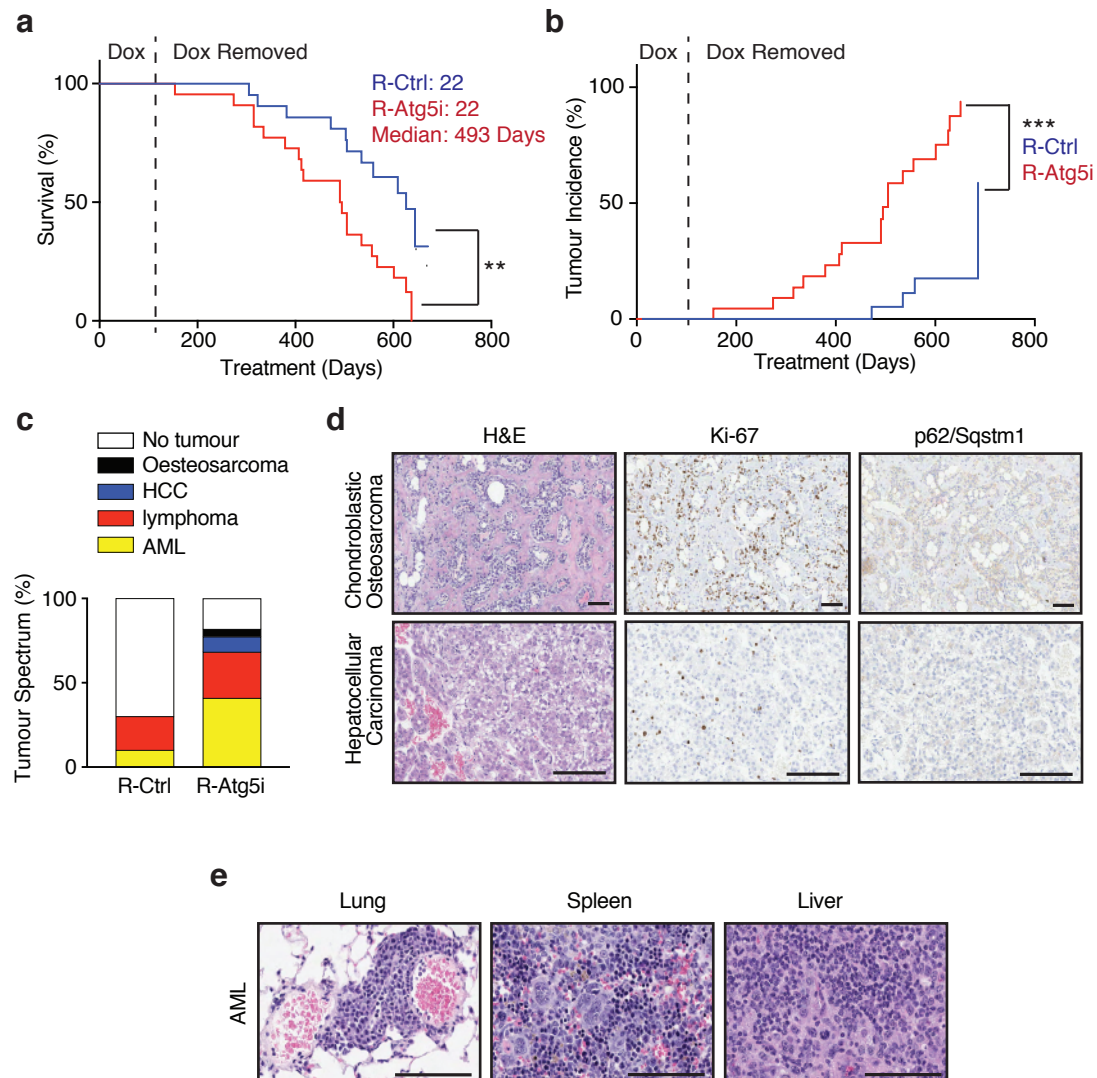 a
Dox
Dox Removed
100
50
0
200
400
600
800
Survival (%)
Treatment (Days)
R-Ctrl: 22
R-Atg5i: 22
Median: 493 Days
**
b
Dox
Dox Removed
100
50
0
0
200
400
600
800
Tumour Incidence (%)
Treatment (Days)
***
R-Ctrl
R-Atg5i
c
No tumour
Oesteosarcoma
HCC
lymphoma
AML
100
50
0
Tumour Spectrum (%)
R-Ctrl
R-Atg5i
d
H&E
Ki-67
p62/Sqstm1
Chondroblastic
Osteosarcoma
Hepatocellular
Carcinoma
e
Lung
Spleen
Liver
AML